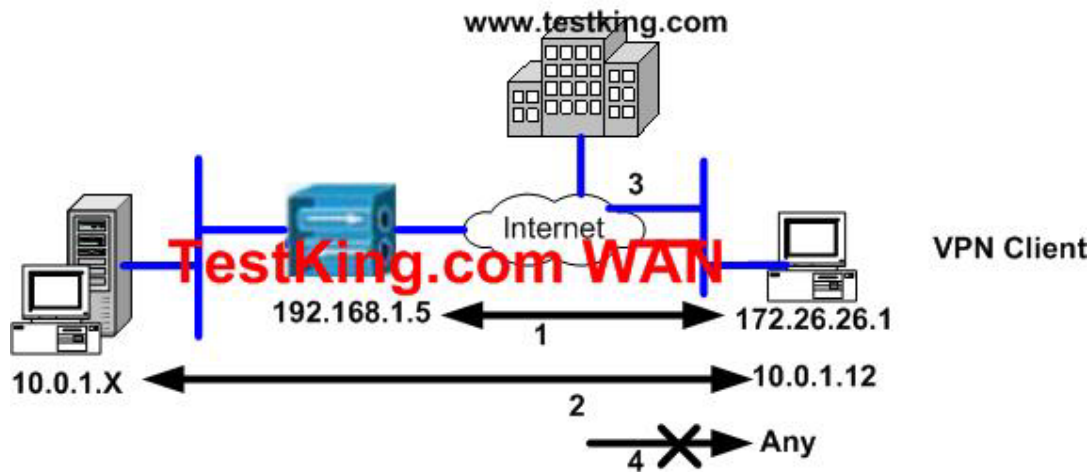 www.testking.com
3
Internet
TestKing.com WAN
VPN Client
192.168.1.5
172.26.26.1
1
10.0.1.X
10.0.1.12
2
Any
4